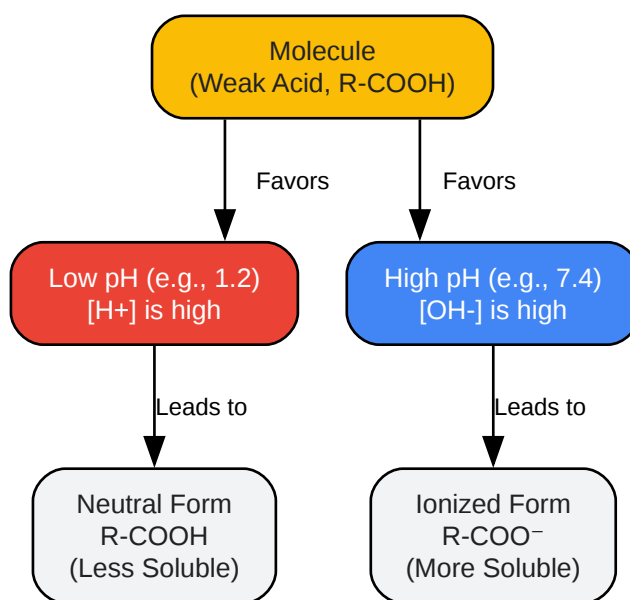 Molecule
(Weak Acid, R-COOH)
Favors
Favors
Low pH (e.g., 1.2)
[H+] is high
High pH (e.g., 7.4)
[OH-] is high
Leads to
Leads to
Neutral Form
R-COOH
(Less Soluble)
Ionized Form
R-COO⁻
(More Soluble)